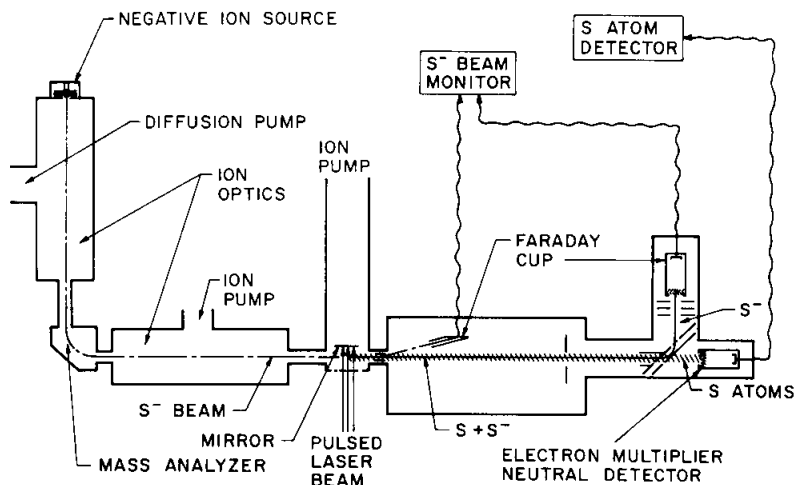 NEGATIVE ION SOURCE
S ATOM
DETECTOR
S⁻ BEAM
MONITOR
DIFFUSION PUMP
ION PUMP
ION
OPTICS
FARADAY
CUP
ION
PUMP
S⁻
S⁻ BEAM
S + S⁻
S ATOMS
MIRROR
MASS ANALYZER
PULSED
LASER
BEAM
ELECTRON MULTIPLIER
NEUTRAL DETECTOR